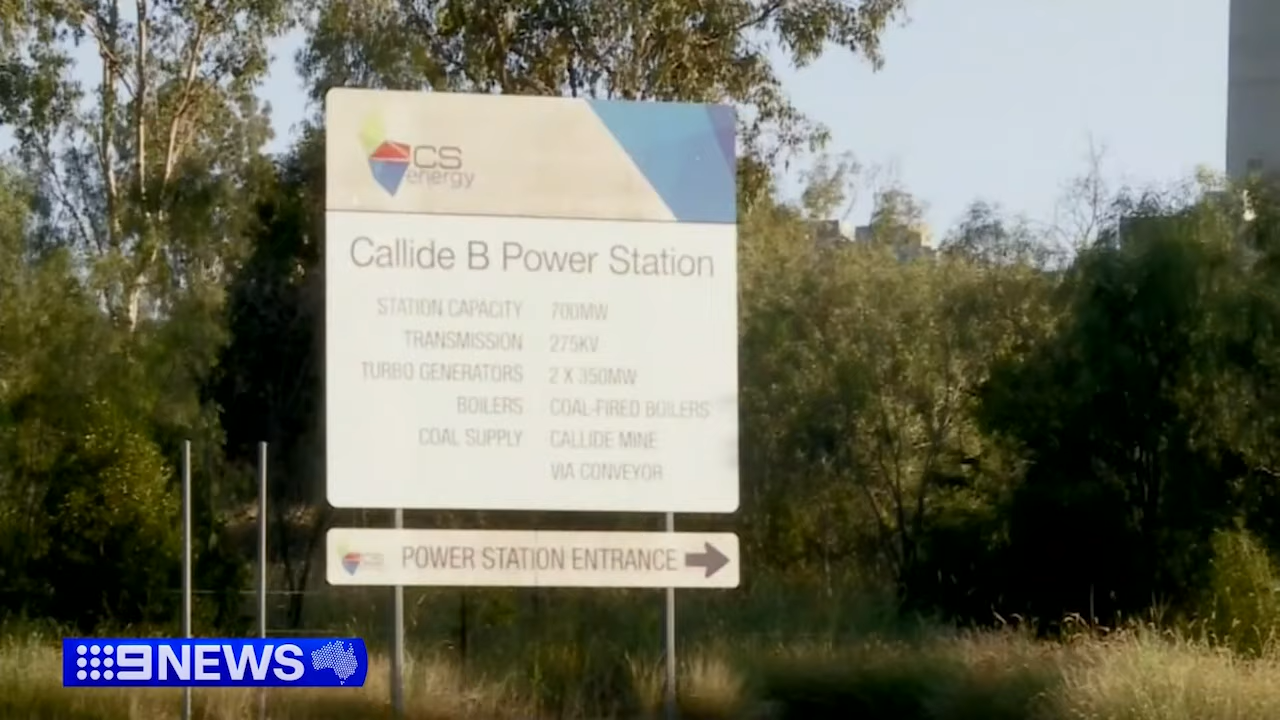 CS
energy
Callide B Power Station
STATION CAPACITY 700MW
TRANSMISSION 275KV
TURBO GENERATORS 2 X 350MW
BOILERS COAL-FIRED BOILERS
COAL SUPPLY CALLIDE MINE
VIA CONVEYOR
CS POWER STATION ENTRANCE
9NEWS